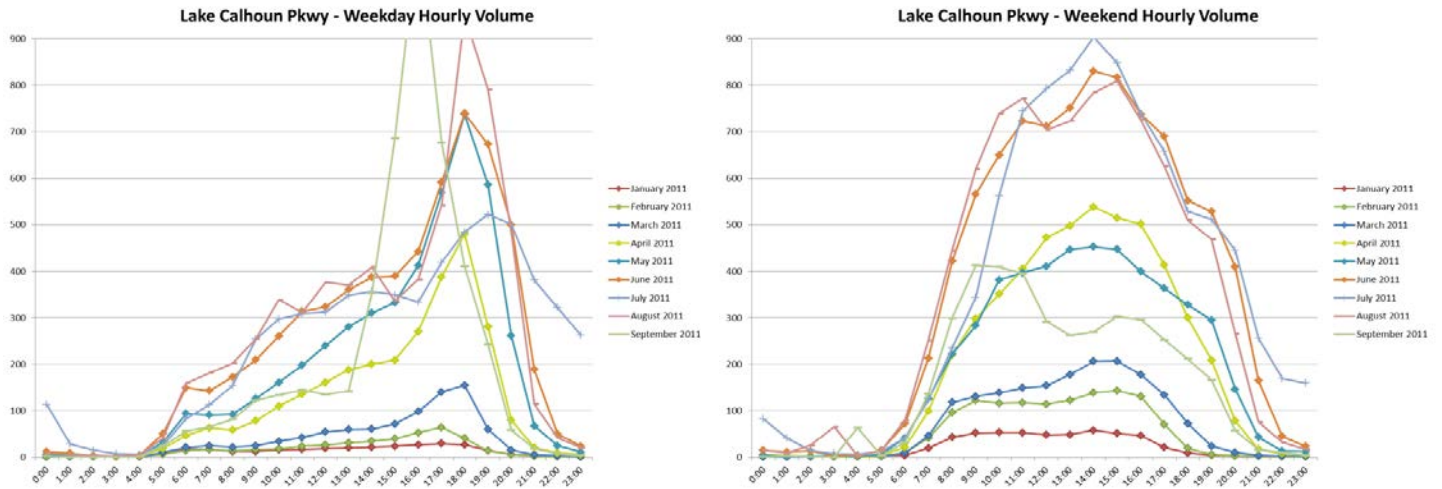 Lake Calhoun Pkwy - Weekday Hourly Volume
900
800
700
600
500
400
300
200
100
0
0:00 1:00 2:00 3:00 4:00 5:00 6:00 7:00 8:00 9:00 10:00 11:00 12:00 13:00 14:00 15:00 16:00 17:00 18:00 19:00 20:00 21:00 22:00 23:00
January 2011
February 2011
March 2011
April 2011
May 2011
June 2011
July 2011
August 2011
September 2011
Lake Calhoun Pkwy - Weekend Hourly Volume
900
800
700
600
500
400
300
200
100
0
0:00 1:00 2:00 3:00 4:00 5:00 6:00 7:00 8:00 9:00 10:00 11:00 12:00 13:00 14:00 15:00 16:00 17:00 18:00 19:00 20:00 21:00 22:00 23:00
January 2011
February 2011
March 2011
April 2011
May 2011
June 2011
July 2011
August 2011
September 2011